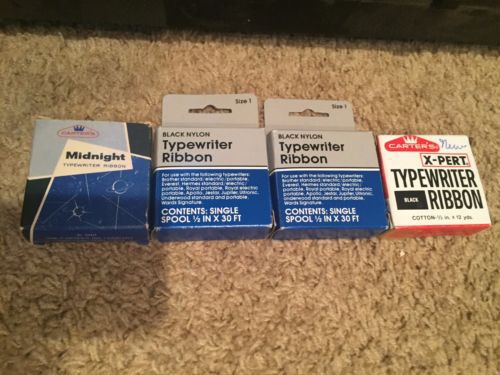 CARTER'S
Midnight
TYPEWRITER RIBBON
Size 1
BLACK NYLON
Typewriter
Ribbon
For use with the following typewriters:
Brother standard/electric/
portable,
Everest, Hermes standard/electric/
portable, Royal portable, Royal electric
portable, Apollo, Jestar, Jupiter, Ultronic,
Underwood standard and portable,
Wards Signature.
CONTENTS: SINGLE
SPOOL ½ IN X 30 FT
Size 1
BLACK NYLON
Typewriter
Ribbon
For use with the following typewriters:
Brother standard/electric/
portable,
Everest, Hermes standard/electric/
portable, Royal portable, Royal electric
portable, Apollo, Jestar, Jupiter, Ultronic,
Underwood standard and portable,
Wards Signature.
CONTENTS: SINGLE
SPOOL ½ IN X 30 FT
CARTER'S
New
X-PERT
TYPEWRITER
BLACK
RIBBON
COTTON-½ in. x 12 yds.